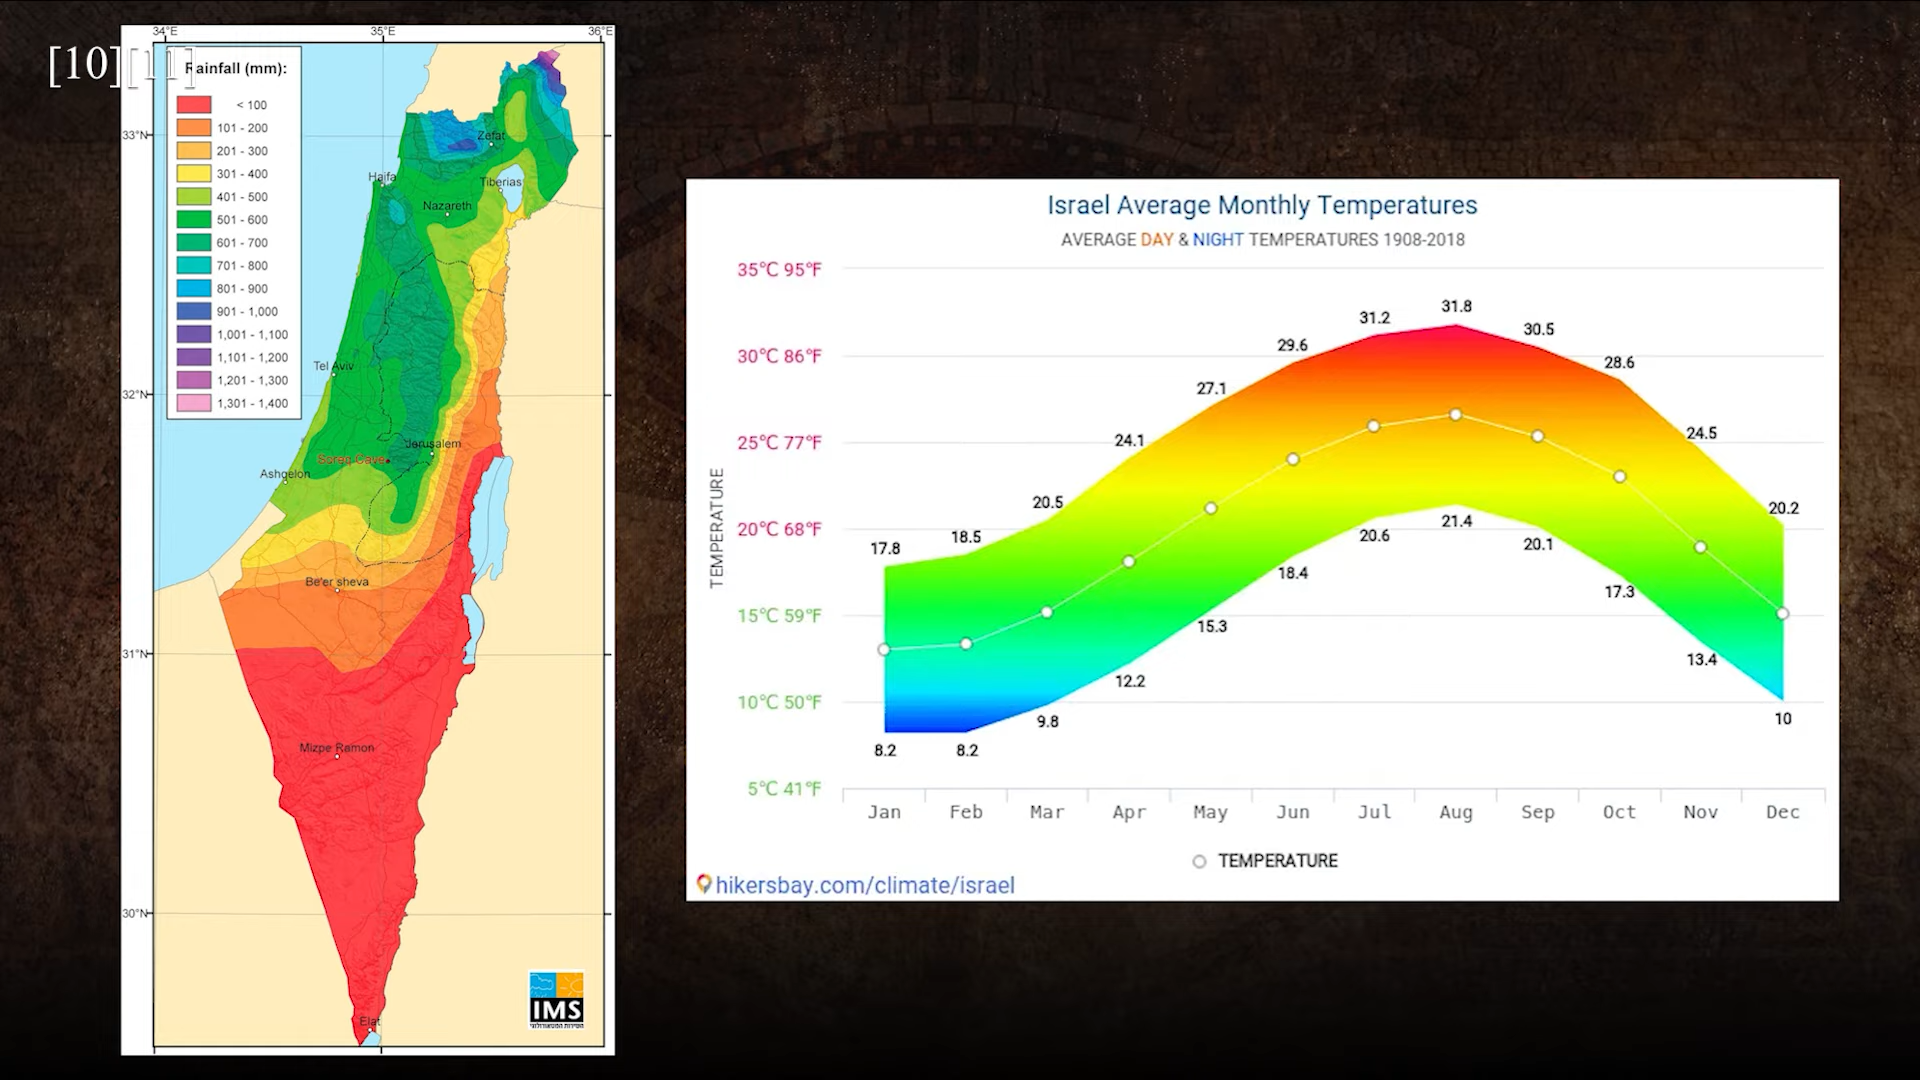 [10][11]
34°E 35°E 36°E
Rainfall (mm):
< 100
101 - 200
201 - 300
301 - 400
401 - 500
501 - 600
601 - 700
701 - 800
801 - 900
901 - 1,000
1,001 - 1,100
1,101 - 1,200
1,201 - 1,300
1,301 - 1,400
33°N
32°N
31°N
30°N
Zefat
Haifa
Tiberias
Nazareth
Tel Aviv
Jerusalem
Soreq Cave
Ashqelon
Be'er sheva
Mizpe Ramon
Elat
IMS
השירות המטאורולוגי
Israel Average Monthly Temperatures
AVERAGE DAY & NIGHT TEMPERATURES 1908-2018
TEMPERATURE
35°C 95°F
30°C 86°F
25°C 77°F
20°C 68°F
15°C 59°F
10°C 50°F
5°C 41°F
17.8 18.5 20.5 24.1 27.1 29.6 31.2 31.8 30.5 28.6 24.5 20.2
8.2 8.2 9.8 12.2 15.3 18.4 20.6 21.4 20.1 17.3 13.4 10
Jan Feb Mar Apr May Jun Jul Aug Sep Oct Nov Dec
TEMPERATURE
hikersbay.com/climate/israel